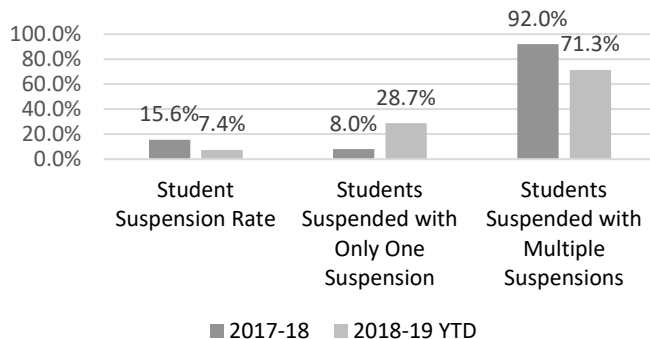 100.0%
80.0%
60.0%
40.0%
20.0%
0.0%
15.6%
7.4%
8.0%
28.7%
92.0%
71.3%
Student
Suspension Rate
Students
Suspended with
Only One
Suspension
Students
Suspended with
Multiple
Suspensions
2017-18
2018-19 YTD